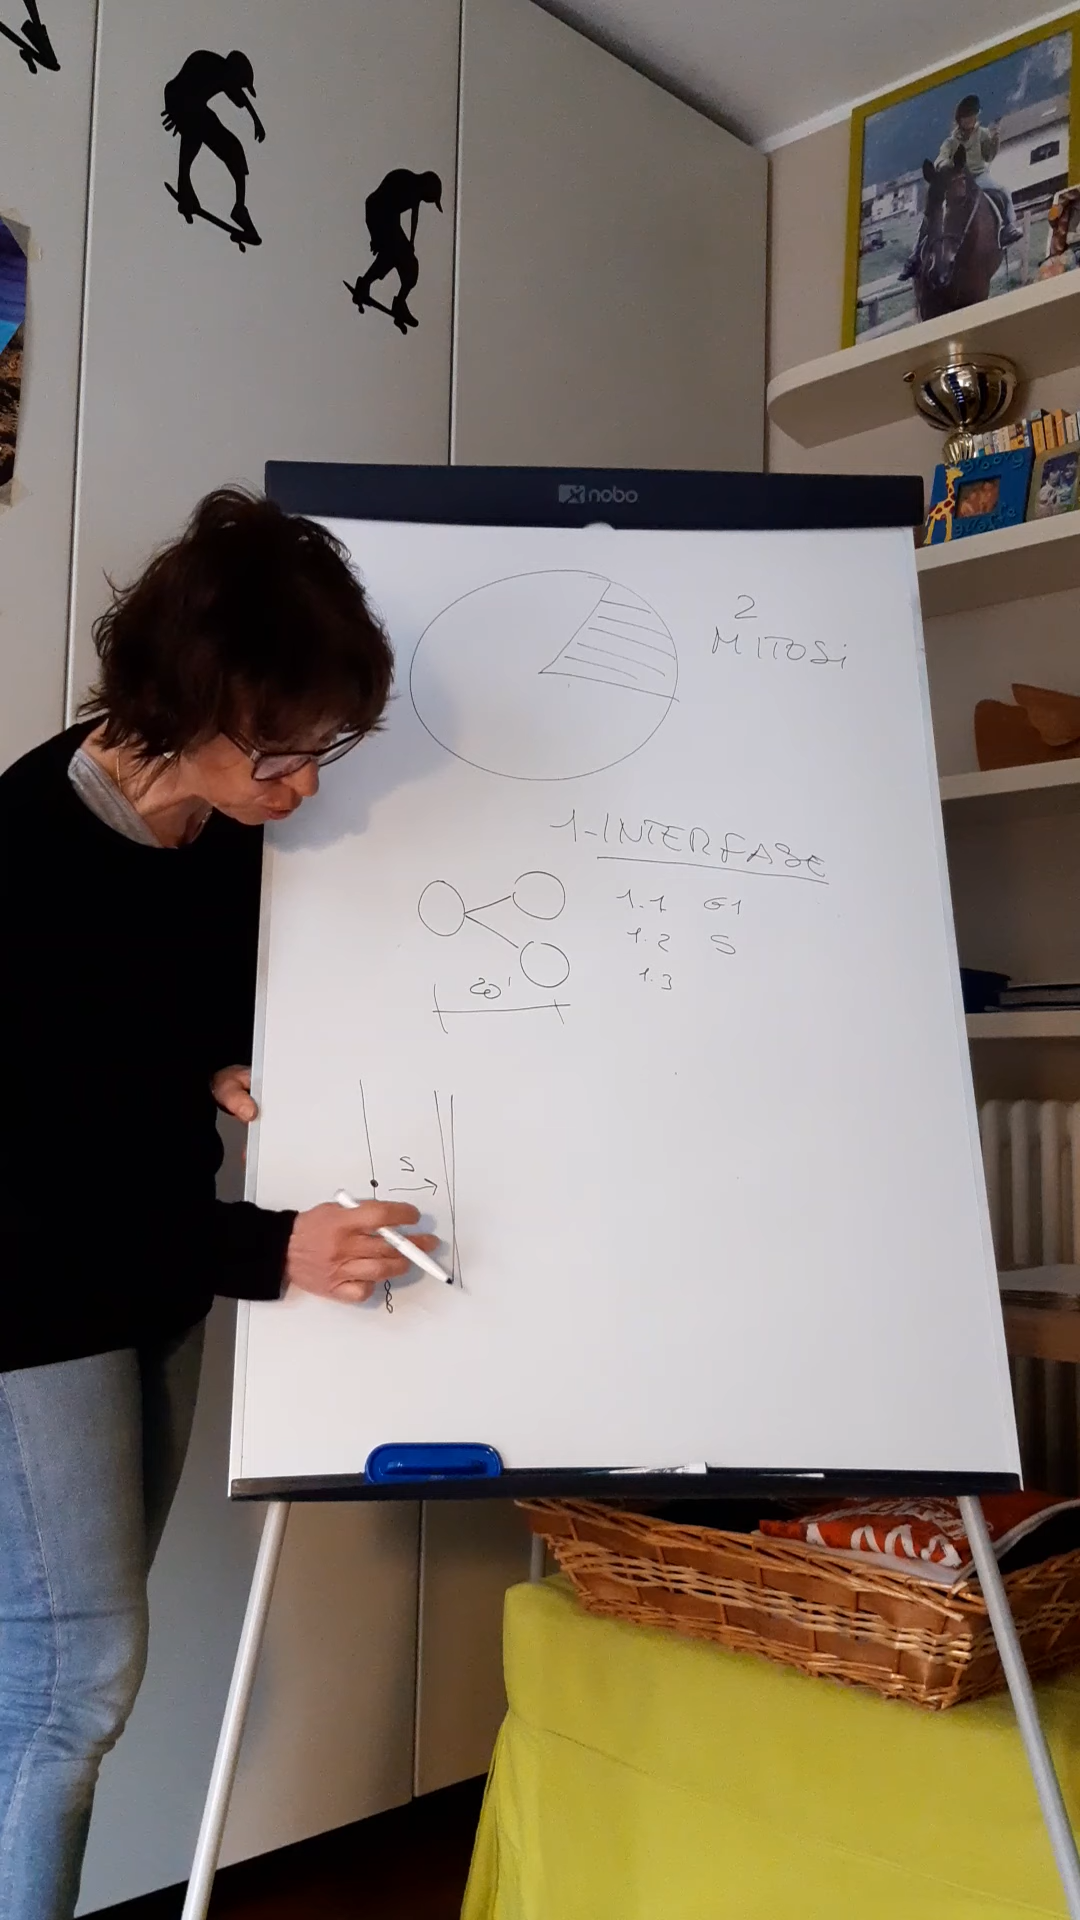 nobo
2
MITOSi
1-INTERFASE
1.1 G1
1.2 S
1.3
20'
S